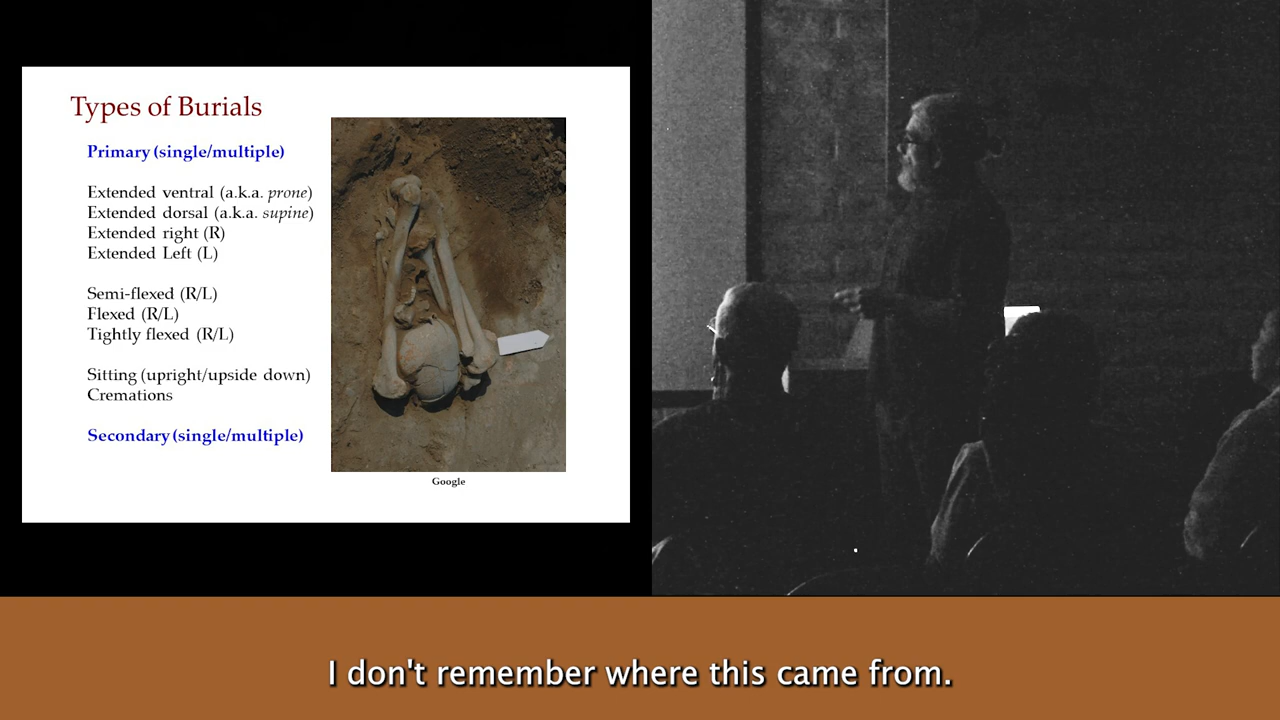 Types of Burials
Primary (single/multiple)
Extended ventral (a.k.a. prone)
Extended dorsal (a.k.a. supine)
Extended right (R)
Extended Left (L)
Semi-flexed (R/L)
Flexed (R/L)
Tightly flexed (R/L)
Sitting (upright/upside down)
Cremations
Secondary (single/multiple)
Google
I don't remember where this came from.